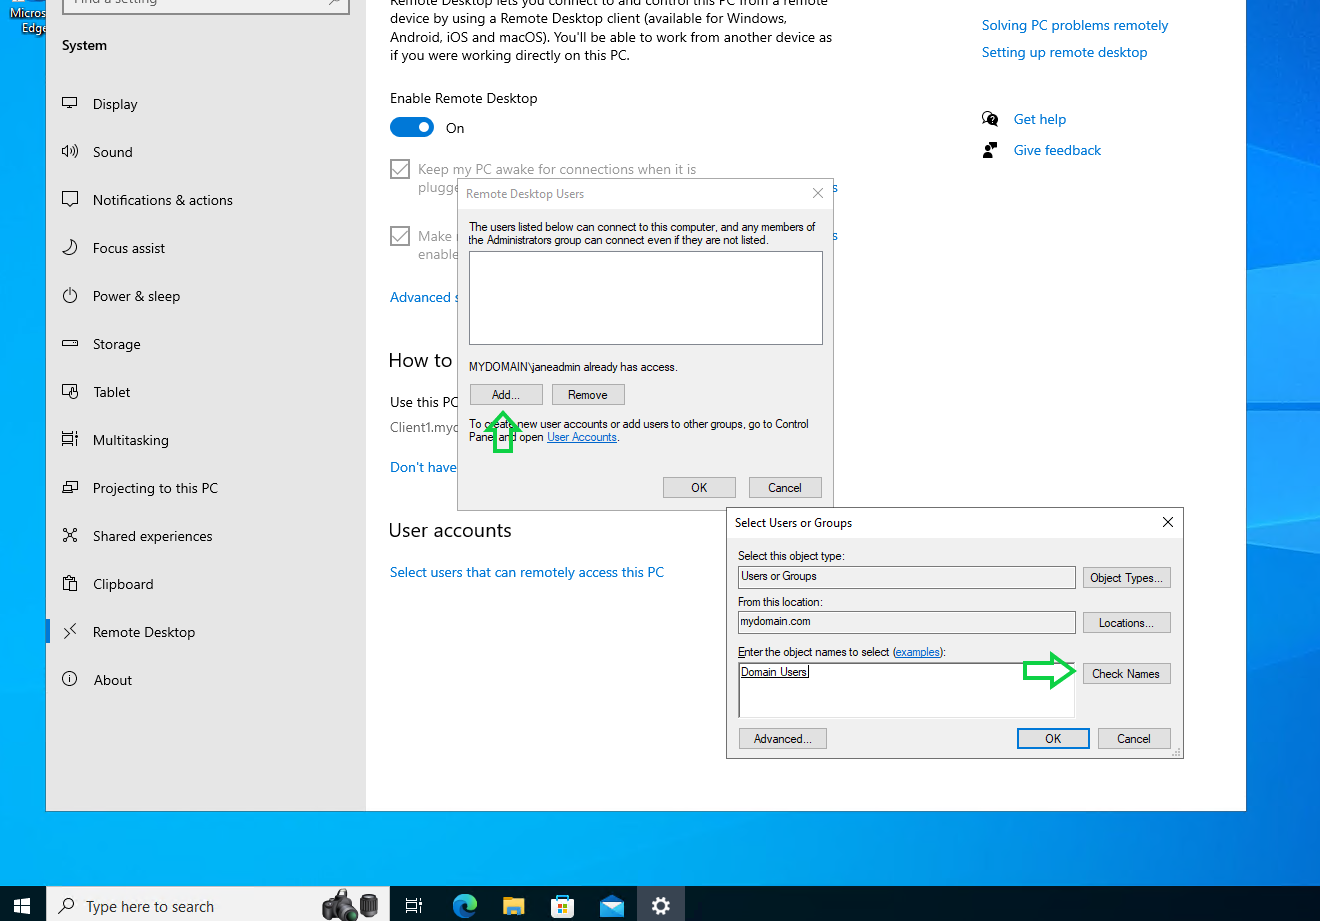 Micros
Edge
Find a setting
System
Display
Sound
Notifications & actions
Focus assist
Power & sleep
Storage
Tablet
Multitasking
Projecting to this PC
Shared experiences
Clipboard
Remote Desktop
About
Remote Desktop lets you connect to and control this PC from a remote
device by using a Remote Desktop client (available for Windows,
Android, iOS and macOS). You'll be able to work from another device as
if you were working directly on this PC.
Enable Remote Desktop
On
Keep my PC awake for connections when it is
plugge
s
Make
s
enable
Advanced s
How to
Use this PC
Client1.myd
Don't have
User accounts
Select users that can remotely access this PC
Solving PC problems remotely
Setting up remote desktop
Get help
Give feedback
Remote Desktop Users
The users listed below can connect to this computer, and any members of
the Administrators group can connect even if they are not listed.
MYDOMAIN\janeadmin already has access.
Add...
Remove
To create new user accounts or add users to other groups, go to Control
Panel and open User Accounts.
OK
Cancel
Select Users or Groups
Select this object type:
Users or Groups
Object Types...
From this location:
mydomain.com
Locations...
Enter the object names to select (examples):
Domain Users
Check Names
Advanced...
OK
Cancel
Type here to search